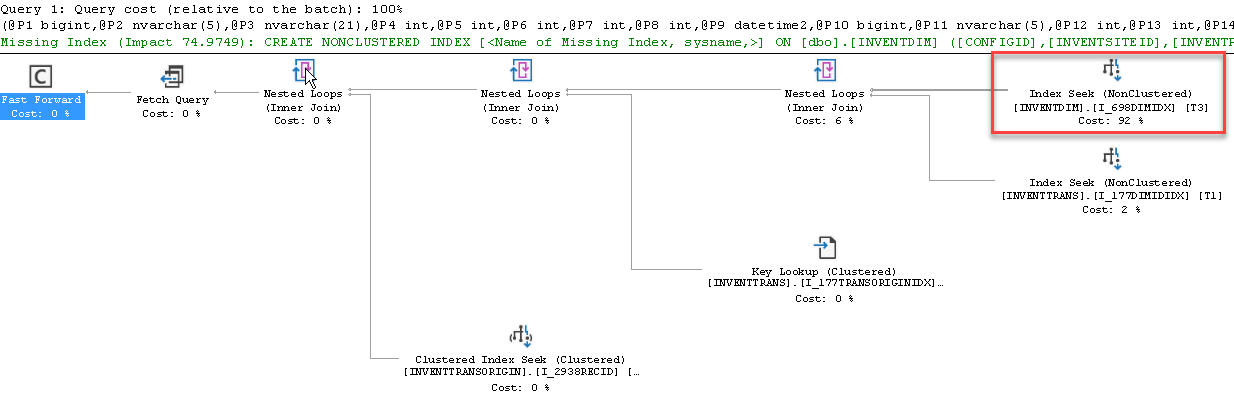 Query 1: Query cost (relative to the batch): 100%
(@P1 bigint,@P2 nvarchar(5),@P3 nvarchar(21),@P4 int,@P5 int,@P6 int,@P7 int,@P8 int,@P9 datetime2,@P10 bigint,@P11 nvarchar(5),@P12 int,@P13 int,@P14
Missing Index (Impact 74.9749): CREATE NONCLUSTERED INDEX [<Name of Missing Index, sysname,>] ON [dbo].[INVENTDIM] ([CONFIGID],[INVENTSITEID],[INVENTP
Fast Forward
Cost: 0 %
Fetch Query
Cost: 0 %
Nested Loops
(Inner Join)
Cost: 0 %
Nested Loops
(Inner Join)
Cost: 0 %
Nested Loops
(Inner Join)
Cost: 6 %
Index Seek (NonClustered)
[INVENTDIM].[I_698DIMIDX] [T3]
Cost: 92 %
Index Seek (NonClustered)
[INVENTTRANS].[I_177DIMIDIDX] [T1]
Cost: 2 %
Key Lookup (Clustered)
[INVENTTRANS].[I_177TRANSORIGINIDX]…
Cost: 0 %
Clustered Index Seek (Clustered)
[INVENTTRANSORIGIN].[I_2938RECID] […
Cost: 0 %